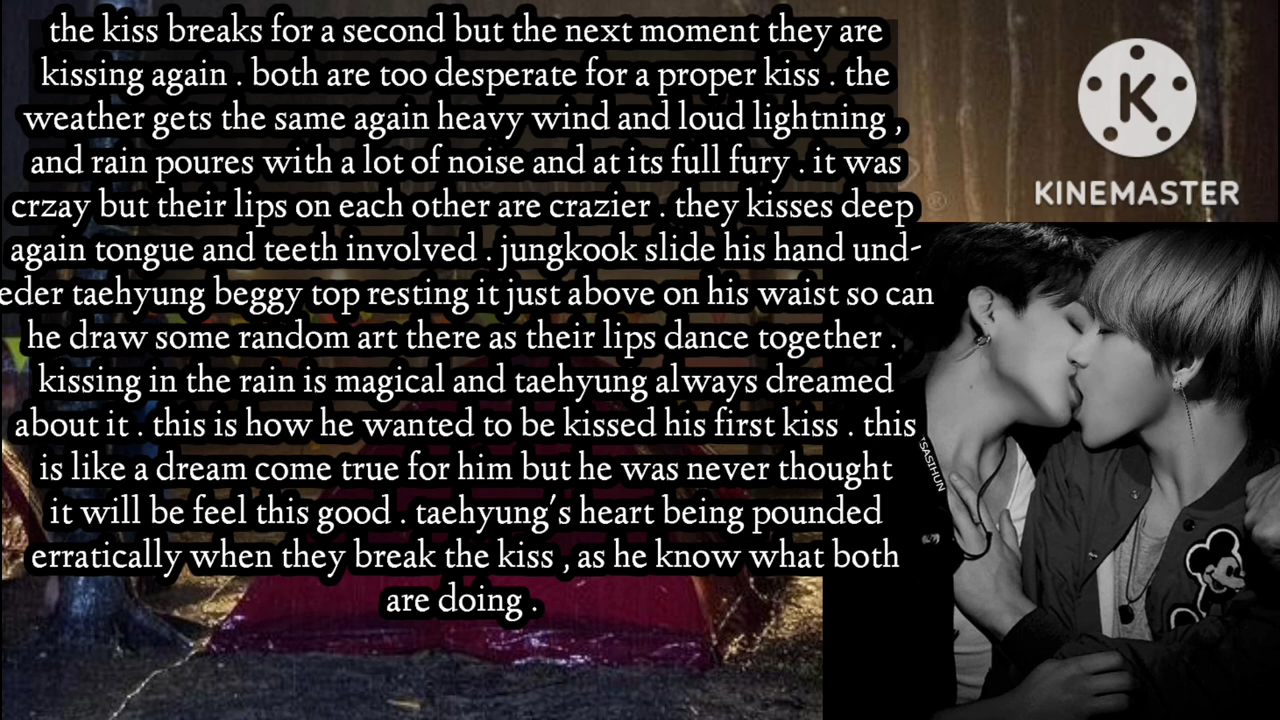 the kiss breaks for a second but the next moment they are
kissing again . both are too desperate for a proper kiss . the
weather gets the same again heavy wind and loud lightning ,
and rain poures with a lot of noise and at its full fury . it was
crzay but their lips on each other are crazier . they kisses deep
again tongue and teeth involved . jungkook slide his hand und-
eder taehyung beggy top resting it just above on his waist so can
he draw some random art there as their lips dance together .
kissing in the rain is magical and taehyung always dreamed
about it . this is how he wanted to be kissed his first kiss . this
is like a dream come true for him but he was never thought
it will be feel this good . taehyung's heart being pounded
erratically when they break the kiss , as he know what both
are doing .
K
KINEMASTER
®